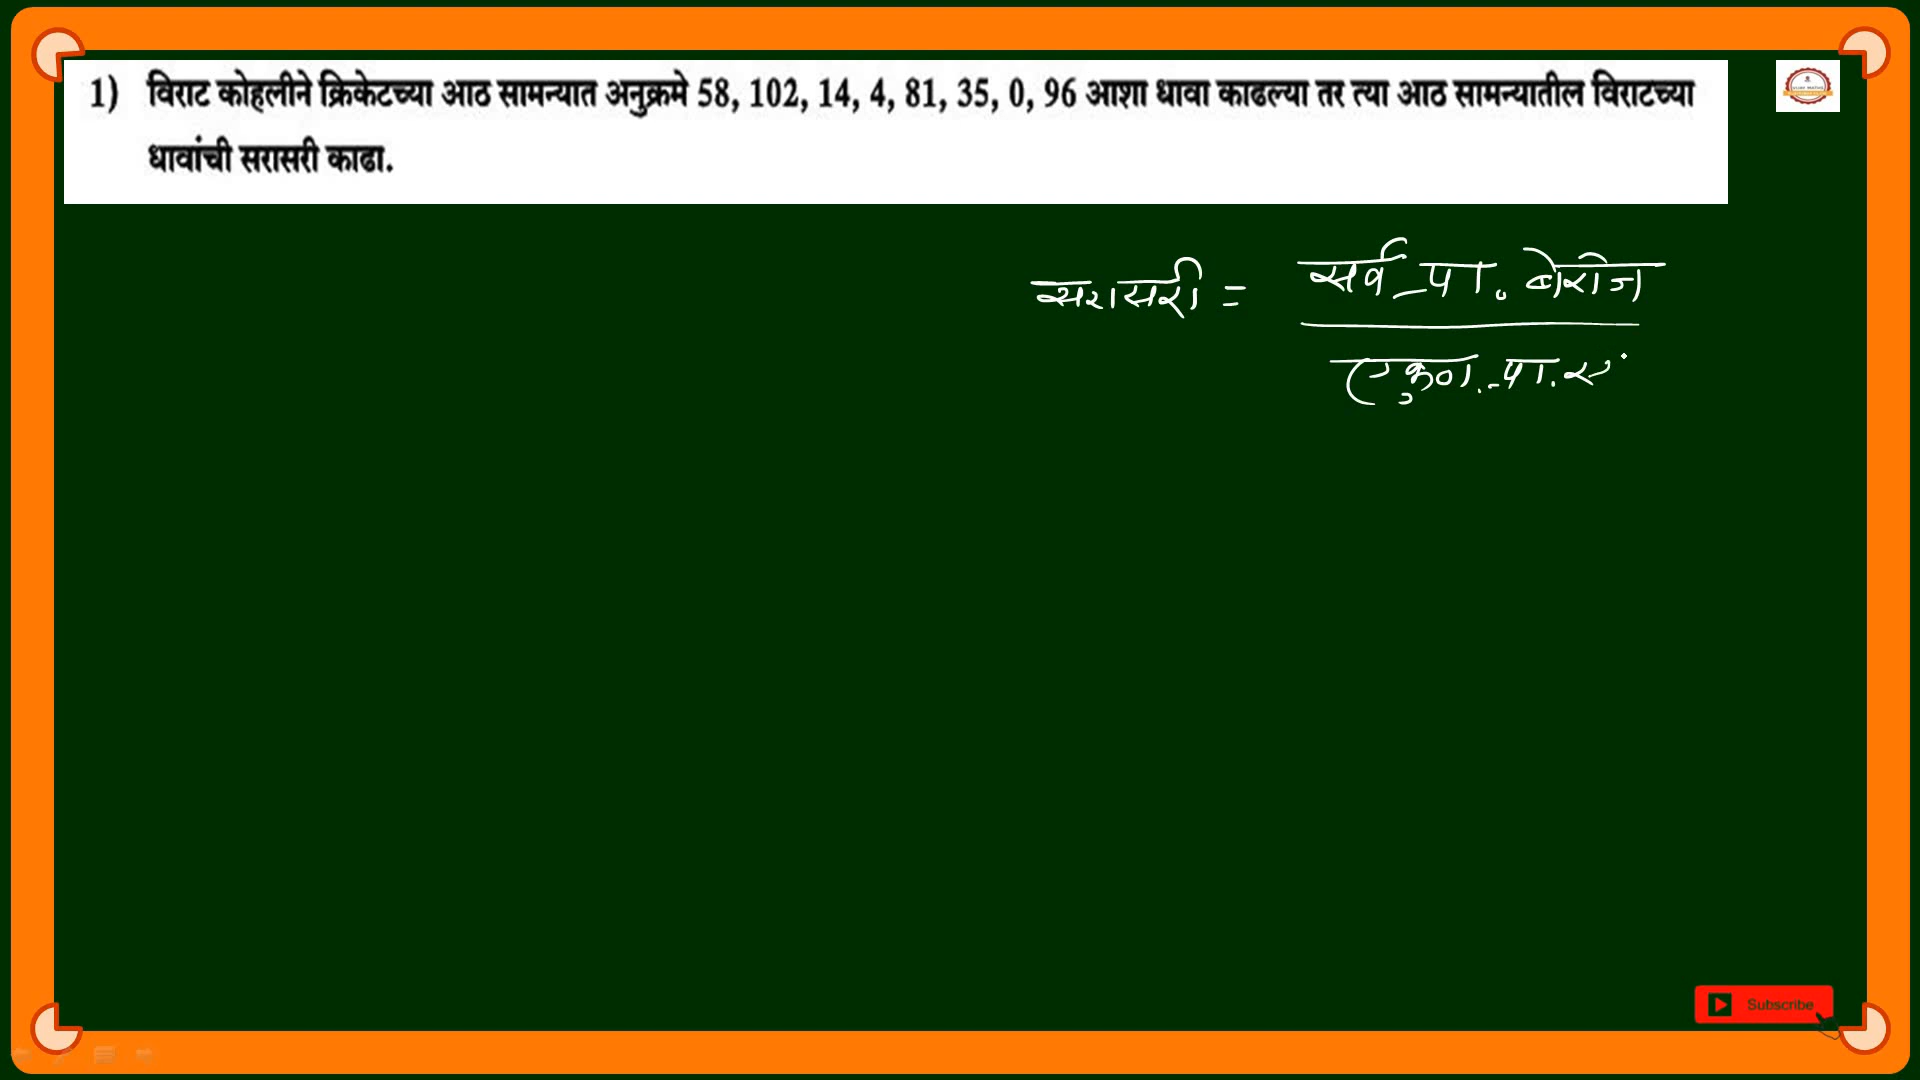 1) विराट कोहलीने क्रिकेटच्या आठ सामन्यात अनुक्रमे 58, 102, 14, 4, 81, 35, 0, 96 आशा धावा काढल्या तर त्या आठ सामन्यातील विराटच्या
धावांची सरासरी काढा.
सरासरी =
सर्व पा. बेरीज
एकुण पा.
Subscribe